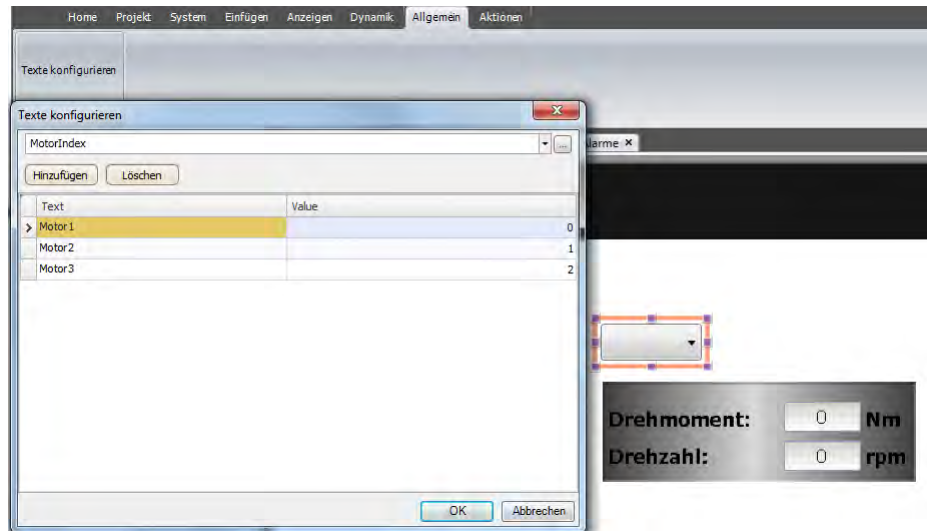 Home Projekt System Einfügen Anzeigen Dynamik Allgemein Aktionen
Texte konfigurieren
Texte konfigurieren
MotorIndex
larme
Hinzufügen Löschen
Text Value
Motor1 0
Motor2 1
Motor3 2
Drehmoment: 0 Nm
Drehzahl: 0 rpm
OK Abbrechen